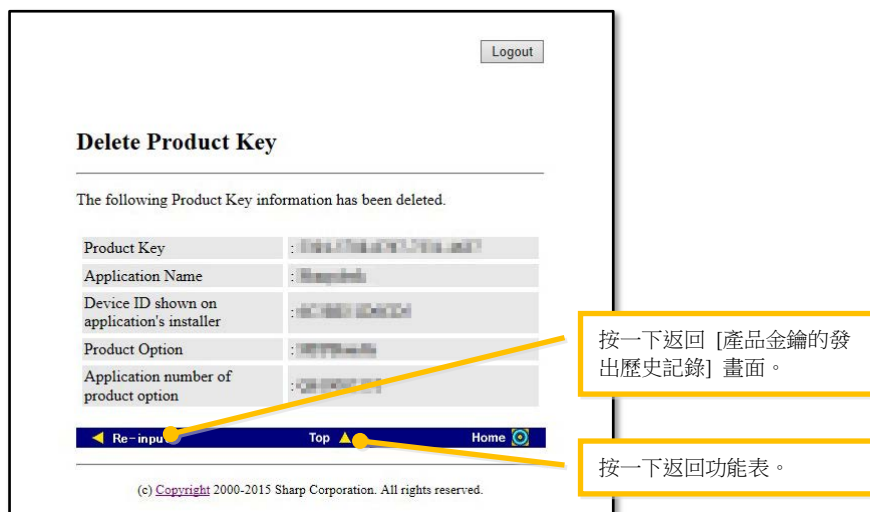 Logout
Delete Product Key
The following Product Key information has been deleted.
Product Key :
Application Name :
Device ID shown on
application's installer :
Product Option :
Application number of
product option :
按一下返回 [產品金鑰的發
出歷史記錄] 畫面。
Re-inpu Top Home
按一下返回功能表。
(c) Copyright 2000-2015 Sharp Corporation. All rights reserved.